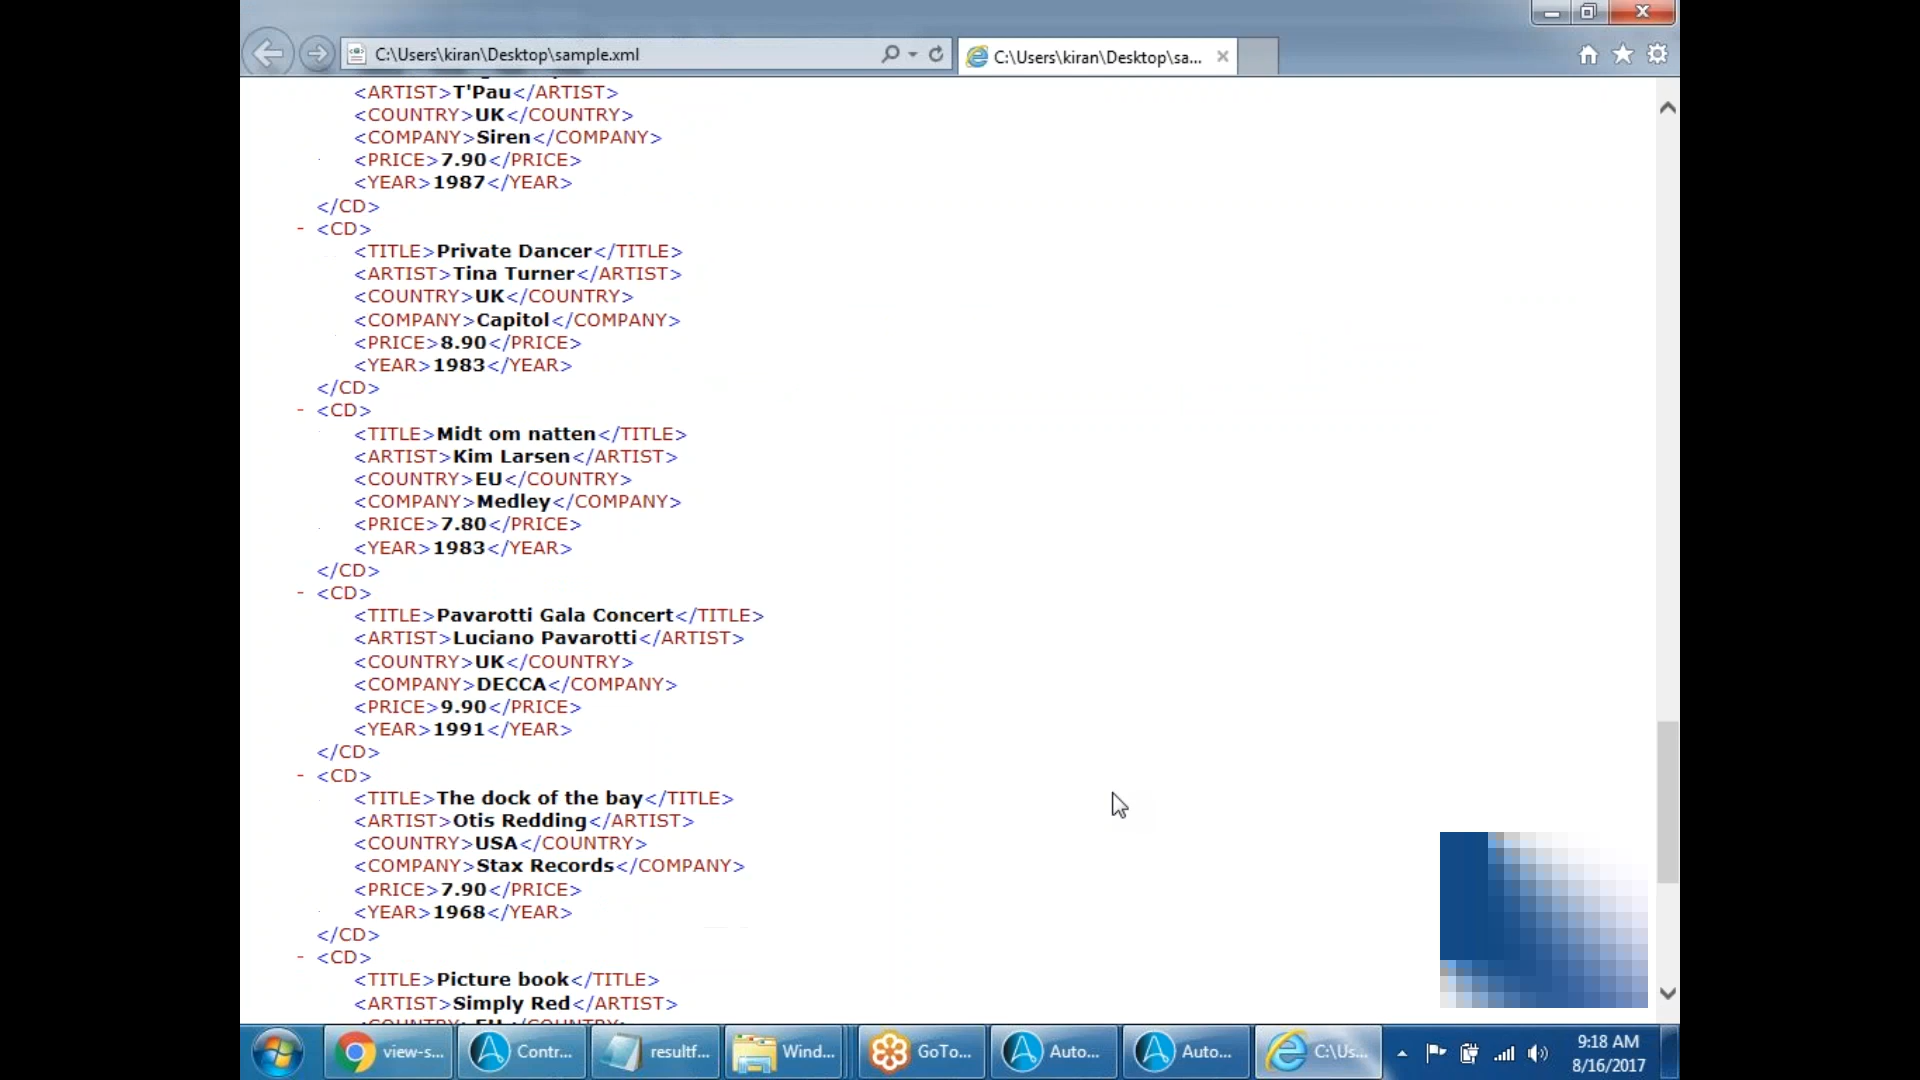 C:\Users\kiran\Desktop\sample.xml
C:\Users\kiran\Desktop\sa...
<ARTIST>T'Pau</ARTIST>
<COUNTRY>UK</COUNTRY>
<COMPANY>Siren</COMPANY>
<PRICE>7.90</PRICE>
<YEAR>1987</YEAR>
</CD>
- <CD>
<TITLE>Private Dancer</TITLE>
<ARTIST>Tina Turner</ARTIST>
<COUNTRY>UK</COUNTRY>
<COMPANY>Capitol</COMPANY>
<PRICE>8.90</PRICE>
<YEAR>1983</YEAR>
</CD>
- <CD>
<TITLE>Midt om natten</TITLE>
<ARTIST>Kim Larsen</ARTIST>
<COUNTRY>EU</COUNTRY>
<COMPANY>Medley</COMPANY>
<PRICE>7.80</PRICE>
<YEAR>1983</YEAR>
</CD>
- <CD>
<TITLE>Pavarotti Gala Concert</TITLE>
<ARTIST>Luciano Pavarotti</ARTIST>
<COUNTRY>UK</COUNTRY>
<COMPANY>DECCA</COMPANY>
<PRICE>9.90</PRICE>
<YEAR>1991</YEAR>
</CD>
- <CD>
<TITLE>The dock of the bay</TITLE>
<ARTIST>Otis Redding</ARTIST>
<COUNTRY>USA</COUNTRY>
<COMPANY>Stax Records</COMPANY>
<PRICE>7.90</PRICE>
<YEAR>1968</YEAR>
</CD>
- <CD>
<TITLE>Picture book</TITLE>
<ARTIST>Simply Red</ARTIST>
<COUNTRY>EU</COUNTRY>
view-s...
Contr...
resultf...
Wind...
GoTo...
Auto...
Auto...
C:\Us...
9:18 AM
8/16/2017